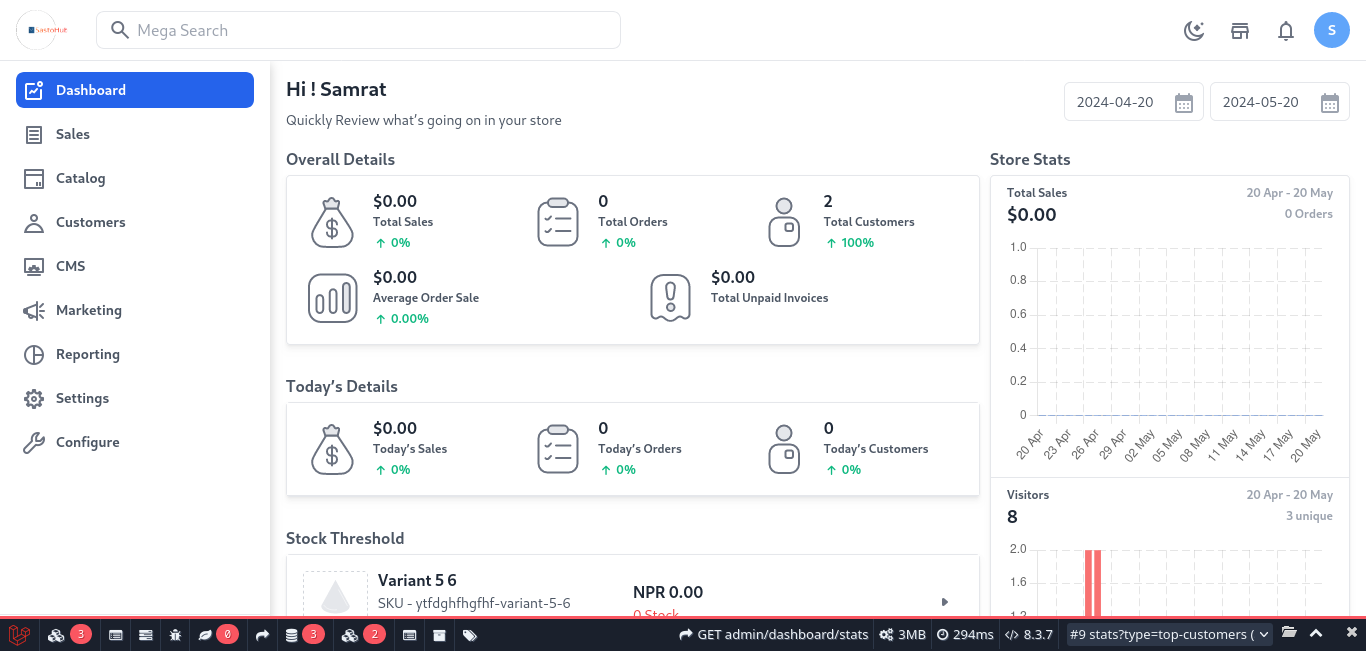 SastoHub
Mega Search
S
Dashboard
Sales
Catalog
Customers
CMS
Marketing
Reporting
Settings
Configure
Hi ! Samrat
Quickly Review what's going on in your store
2024-04-20
2024-05-20
Overall Details
$0.00
Total Sales
0%
0
Total Orders
0%
2
Total Customers
100%
$0.00
Average Order Sale
0.00%
$0.00
Total Unpaid Invoices
Today's Details
$0.00
Today's Sales
0%
0
Today's Orders
0%
0
Today's Customers
0%
Stock Threshold
Variant 5 6
SKU - ytfdghfhgfhf-variant-5-6
NPR 0.00
0 Stock
Store Stats
Total Sales
20 Apr - 20 May
$0.00
0 Orders
1.0
0.8
0.6
0.4
0.2
0
20 Apr
23 Apr
26 Apr
29 Apr
02 May
05 May
08 May
11 May
14 May
17 May
20 May
Visitors
20 Apr - 20 May
8
3 unique
2.0
1.6
1.2
3
0
3
2
GET admin/dashboard/stats
3MB
294ms
8.3.7
#9 stats?type=top-customers (